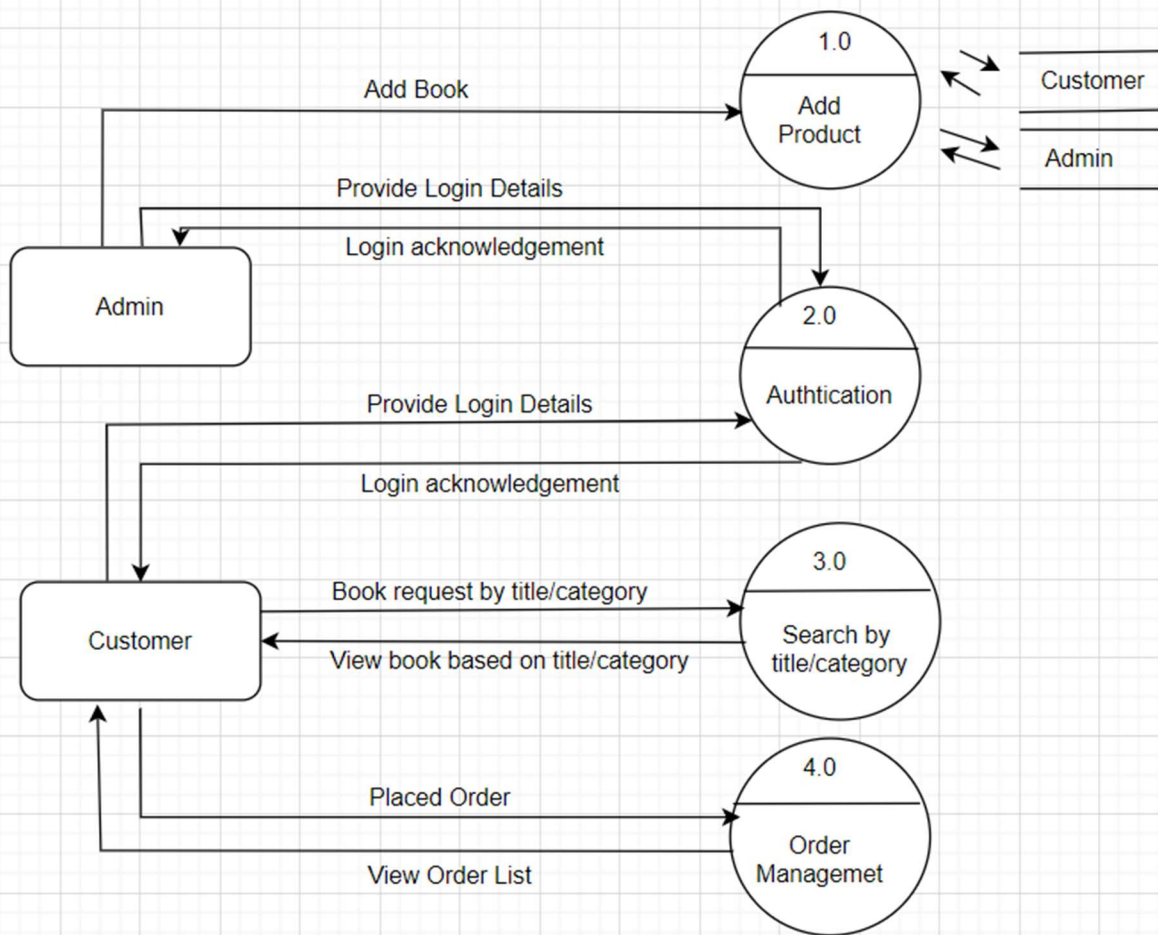 1.0
Add Book
Add
Product
Customer
Admin
Provide Login Details
Login acknowledgement
Admin
2.0
Authtication
Provide Login Details
Login acknowledgement
3.0
Book request by title/category
Customer
Search by
title/category
View book based on title/category
4.0
Placed Order
Order
Managemet
View Order List